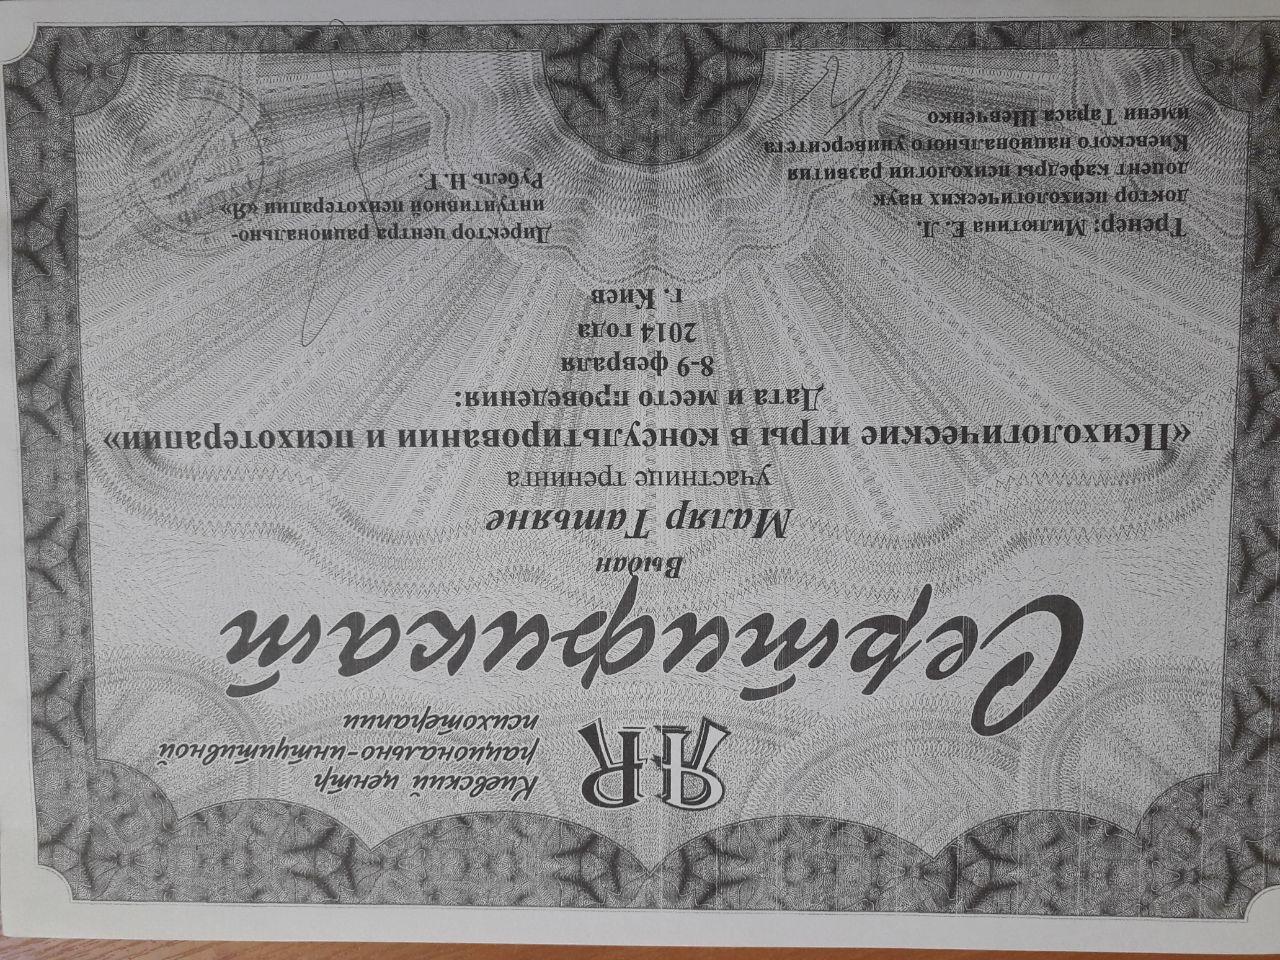 ЯR
Киевский центр
рационально-интуитивной
психотерапии
Сертификат
Выдан
Маляр Татьяне
участнице тренинга
«Психологические игры в консультировании и психотерапии»
Дата и место проведения:
8-9 февраля
2014 года
г. Киев
Тренер: Милютина Е. Л.
доктор психологических наук
доцент кафедры психологии развития
Киевского национального университета
имени Тараса Шевченко
Директор центра рационально-
интуитивной психотерапии «Я»
Рубель Н. Г.